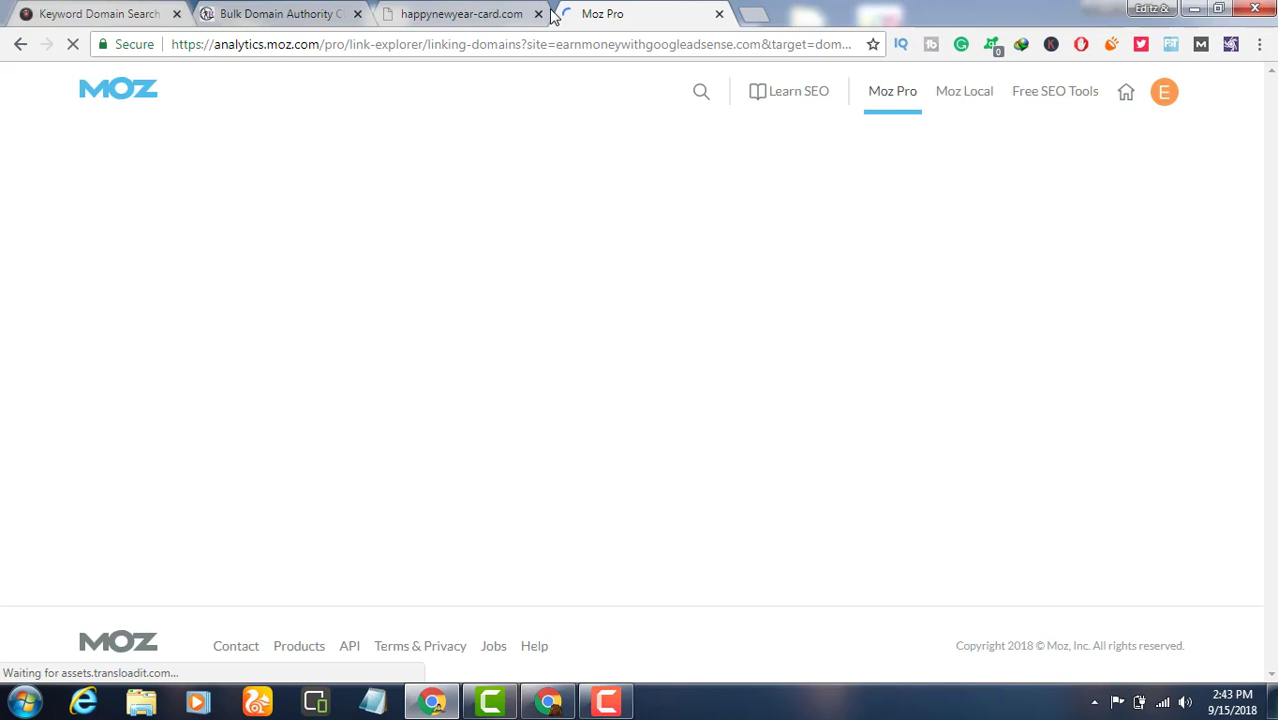 Keyword Domain Search
Bulk Domain Authority C
happynewyear-card.com
Moz Pro
Editz &
Secure
https://analytics.moz.com/pro/link-explorer/linking-domains?site=earnmoneywithgoogleadsense.com&target=dom...
0
MOZ
Learn SEO
Moz Pro
Moz Local
Free SEO Tools
E
MOZ
Contact
Products
API
Terms & Privacy
Jobs
Help
Copyright 2018 © Moz, Inc. All rights reserved.
Waiting for assets.transloadit.com...
2:43 PM
9/15/2018